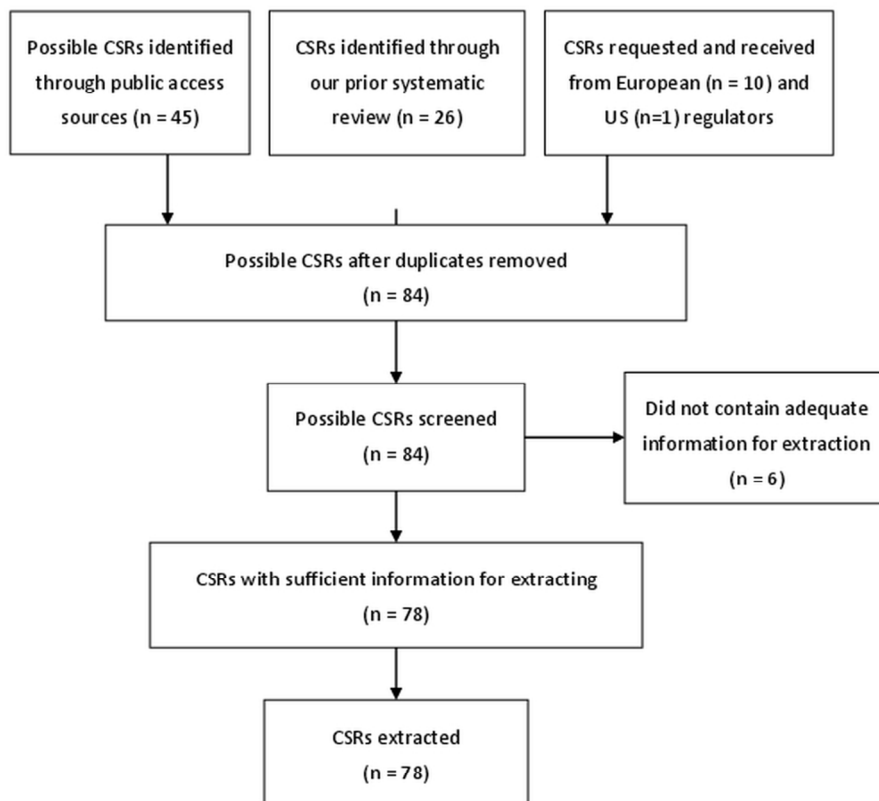 Possible CSRs identified
through public access
sources (n = 45)
CSRs identified through
our prior systematic
review (n = 26)
CSRs requested and received
from European (n = 10) and
US (n=1) regulators
Possible CSRs after duplicates removed
(n = 84)
Possible CSRs screened
(n = 84)
Did not contain adequate
information for extraction
(n = 6)
CSRs with sufficient information for extracting
(n = 78)
CSRs extracted
(n = 78)